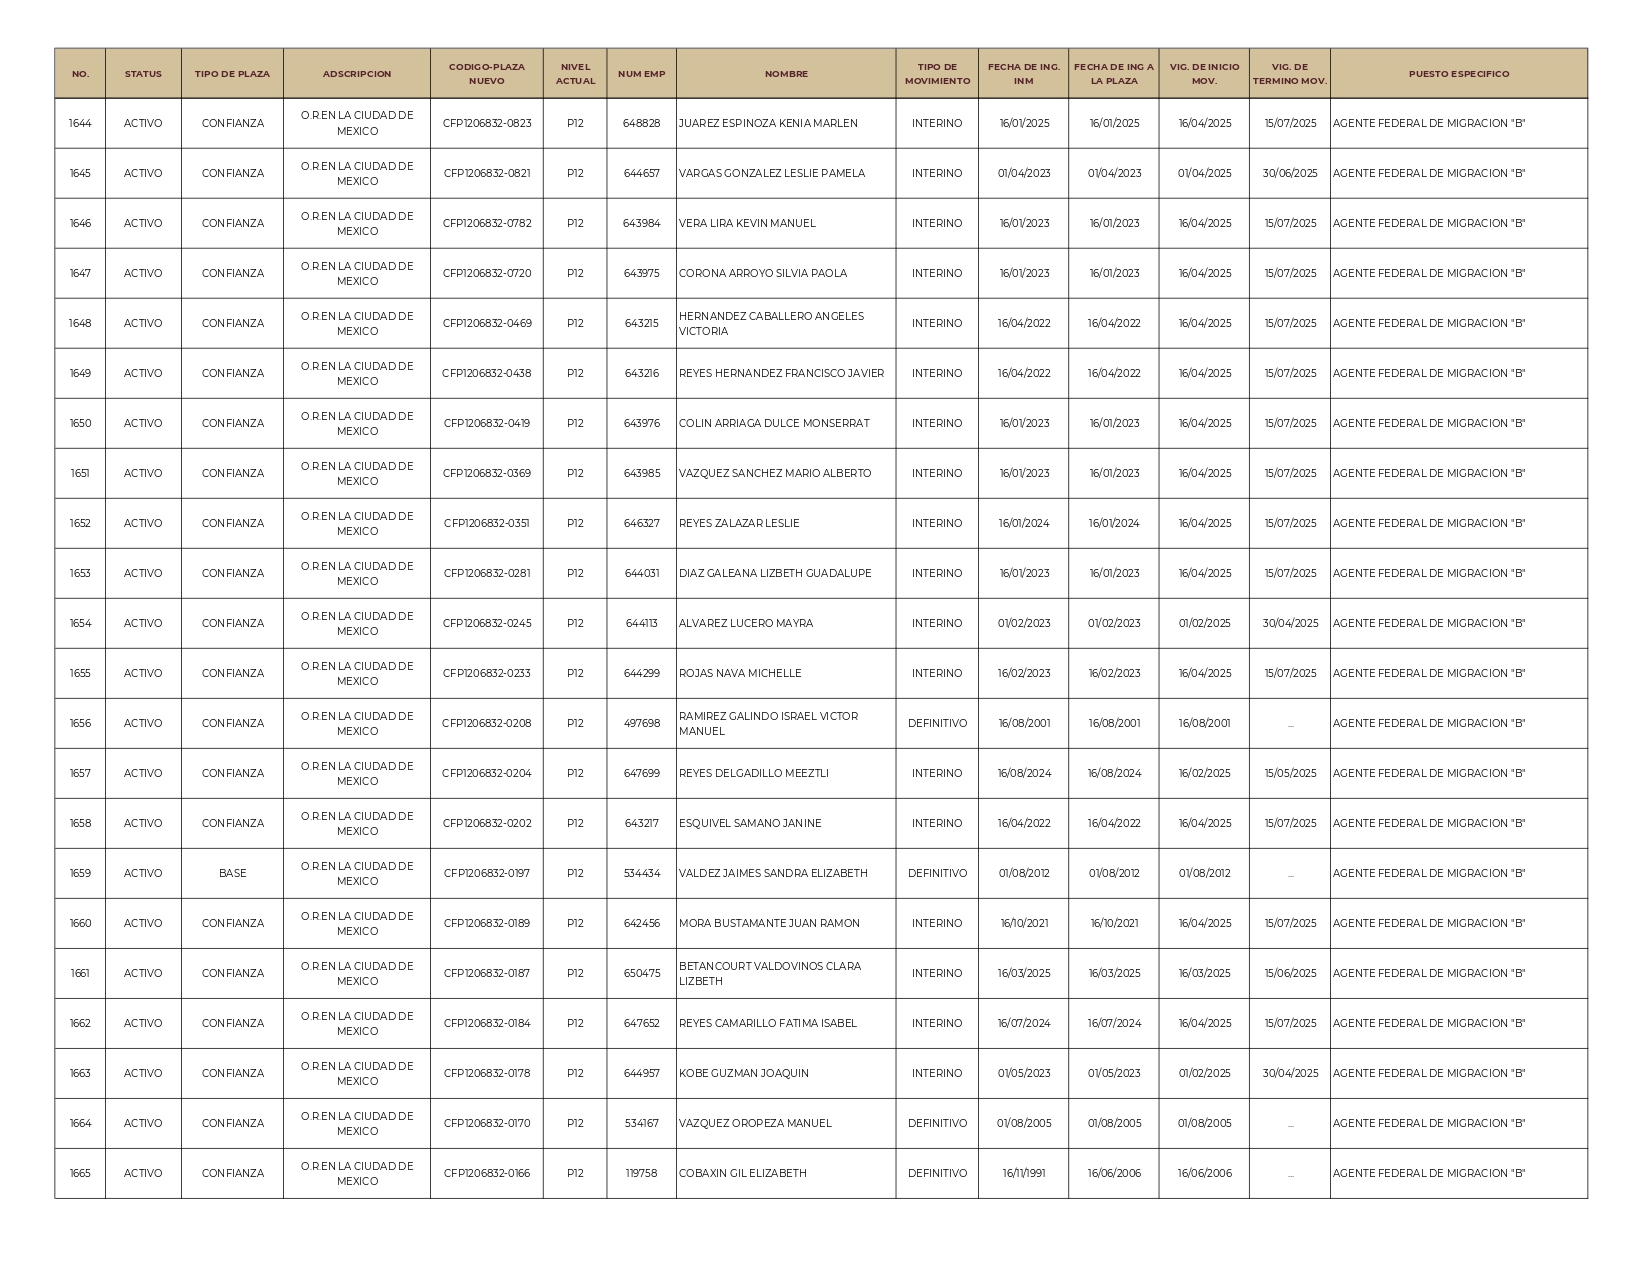 NO. STATUS TIPO DE PLAZA ADSCRIPCION CODIGO-PLAZA NUEVO NIVEL ACTUAL NUM EMP NOMBRE TIPO DE MOVIMIENTO FECHA DE ING. INM FECHA DE ING A LA PLAZA VIG. DE INICIO MOV. VIG. DE TERMINO MOV. PUESTO ESPECIFICO
1644 ACTIVO CONFIANZA O.R.EN LA CIUDAD DE MEXICO CFP1206832-0823 P12 648828 JUAREZ ESPINOZA KENIA MARLEN INTERINO 16/01/2025 16/01/2025 16/04/2025 15/07/2025 AGENTE FEDERAL DE MIGRACION "B"
1645 ACTIVO CONFIANZA O.R.EN LA CIUDAD DE MEXICO CFP1206832-0821 P12 644657 VARGAS GONZALEZ LESLIE PAMELA INTERINO 01/04/2023 01/04/2023 01/04/2025 30/06/2025 AGENTE FEDERAL DE MIGRACION "B"
1646 ACTIVO CONFIANZA O.R.EN LA CIUDAD DE MEXICO CFP1206832-0782 P12 643984 VERA LIRA KEVIN MANUEL INTERINO 16/01/2023 16/01/2023 16/04/2025 15/07/2025 AGENTE FEDERAL DE MIGRACION "B"
1647 ACTIVO CONFIANZA O.R.EN LA CIUDAD DE MEXICO CFP1206832-0720 P12 643975 CORONA ARROYO SILVIA PAOLA INTERINO 16/01/2023 16/01/2023 16/04/2025 15/07/2025 AGENTE FEDERAL DE MIGRACION "B"
1648 ACTIVO CONFIANZA O.R.EN LA CIUDAD DE MEXICO CFP1206832-0469 P12 643215 HERNANDEZ CABALLERO ANGELES VICTORIA INTERINO 16/04/2022 16/04/2022 16/04/2025 15/07/2025 AGENTE FEDERAL DE MIGRACION "B"
1649 ACTIVO CONFIANZA O.R.EN LA CIUDAD DE MEXICO CFP1206832-0438 P12 643216 REYES HERNANDEZ FRANCISCO JAVIER INTERINO 16/04/2022 16/04/2022 16/04/2025 15/07/2025 AGENTE FEDERAL DE MIGRACION "B"
1650 ACTIVO CONFIANZA O.R.EN LA CIUDAD DE MEXICO CFP1206832-0419 P12 643976 COLIN ARRIAGA DULCE MONSERRAT INTERINO 16/01/2023 16/01/2023 16/04/2025 15/07/2025 AGENTE FEDERAL DE MIGRACION "B"
1651 ACTIVO CONFIANZA O.R.EN LA CIUDAD DE MEXICO CFP1206832-0369 P12 643985 VAZQUEZ SANCHEZ MARIO ALBERTO INTERINO 16/01/2023 16/01/2023 16/04/2025 15/07/2025 AGENTE FEDERAL DE MIGRACION "B"
1652 ACTIVO CONFIANZA O.R.EN LA CIUDAD DE MEXICO CFP1206832-0351 P12 646327 REYES ZALAZAR LESLIE INTERINO 16/01/2024 16/01/2024 16/04/2025 15/07/2025 AGENTE FEDERAL DE MIGRACION "B"
1653 ACTIVO CONFIANZA O.R.EN LA CIUDAD DE MEXICO CFP1206832-0281 P12 644031 DIAZ GALEANA LIZBETH GUADALUPE INTERINO 16/01/2023 16/01/2023 16/04/2025 15/07/2025 AGENTE FEDERAL DE MIGRACION "B"
1654 ACTIVO CONFIANZA O.R.EN LA CIUDAD DE MEXICO CFP1206832-0245 P12 644113 ALVAREZ LUCERO MAYRA INTERINO 01/02/2023 01/02/2023 01/02/2025 30/04/2025 AGENTE FEDERAL DE MIGRACION "B"
1655 ACTIVO CONFIANZA O.R.EN LA CIUDAD DE MEXICO CFP1206832-0233 P12 644299 ROJAS NAVA MICHELLE INTERINO 16/02/2023 16/02/2023 16/04/2025 15/07/2025 AGENTE FEDERAL DE MIGRACION "B"
1656 ACTIVO CONFIANZA O.R.EN LA CIUDAD DE MEXICO CFP1206832-0208 P12 497698 RAMIREZ GALINDO ISRAEL VICTOR MANUEL DEFINITIVO 16/08/2001 16/08/2001 16/08/2001 ... AGENTE FEDERAL DE MIGRACION "B"
1657 ACTIVO CONFIANZA O.R.EN LA CIUDAD DE MEXICO CFP1206832-0204 P12 647699 REYES DELGADILLO MEEZTLI INTERINO 16/08/2024 16/08/2024 16/02/2025 15/05/2025 AGENTE FEDERAL DE MIGRACION "B"
1658 ACTIVO CONFIANZA O.R.EN LA CIUDAD DE MEXICO CFP1206832-0202 P12 643217 ESQUIVEL SAMANO JANINE INTERINO 16/04/2022 16/04/2022 16/04/2025 15/07/2025 AGENTE FEDERAL DE MIGRACION "B"
1659 ACTIVO BASE O.R.EN LA CIUDAD DE MEXICO CFP1206832-0197 P12 534434 VALDEZ JAIMES SANDRA ELIZABETH DEFINITIVO 01/08/2012 01/08/2012 01/08/2012 ... AGENTE FEDERAL DE MIGRACION "B"
1660 ACTIVO CONFIANZA O.R.EN LA CIUDAD DE MEXICO CFP1206832-0189 P12 642456 MORA BUSTAMANTE JUAN RAMON INTERINO 16/10/2021 16/10/2021 16/04/2025 15/07/2025 AGENTE FEDERAL DE MIGRACION "B"
1661 ACTIVO CONFIANZA O.R.EN LA CIUDAD DE MEXICO CFP1206832-0187 P12 650475 BETANCOURT VALDOVINOS CLARA LIZBETH INTERINO 16/03/2025 16/03/2025 16/03/2025 15/06/2025 AGENTE FEDERAL DE MIGRACION "B"
1662 ACTIVO CONFIANZA O.R.EN LA CIUDAD DE MEXICO CFP1206832-0184 P12 647652 REYES CAMARILLO FATIMA ISABEL INTERINO 16/07/2024 16/07/2024 16/04/2025 15/07/2025 AGENTE FEDERAL DE MIGRACION "B"
1663 ACTIVO CONFIANZA O.R.EN LA CIUDAD DE MEXICO CFP1206832-0178 P12 644957 KOBE GUZMAN JOAQUIN INTERINO 01/05/2023 01/05/2023 01/02/2025 30/04/2025 AGENTE FEDERAL DE MIGRACION "B"
1664 ACTIVO CONFIANZA O.R.EN LA CIUDAD DE MEXICO CFP1206832-0170 P12 534167 VAZQUEZ OROPEZA MANUEL DEFINITIVO 01/08/2005 01/08/2005 01/08/2005 ... AGENTE FEDERAL DE MIGRACION "B"
1665 ACTIVO CONFIANZA O.R.EN LA CIUDAD DE MEXICO CFP1206832-0166 P12 119758 COBAXIN GIL ELIZABETH DEFINITIVO 16/11/1991 16/06/2006 16/06/2006 ... AGENTE FEDERAL DE MIGRACION "B"